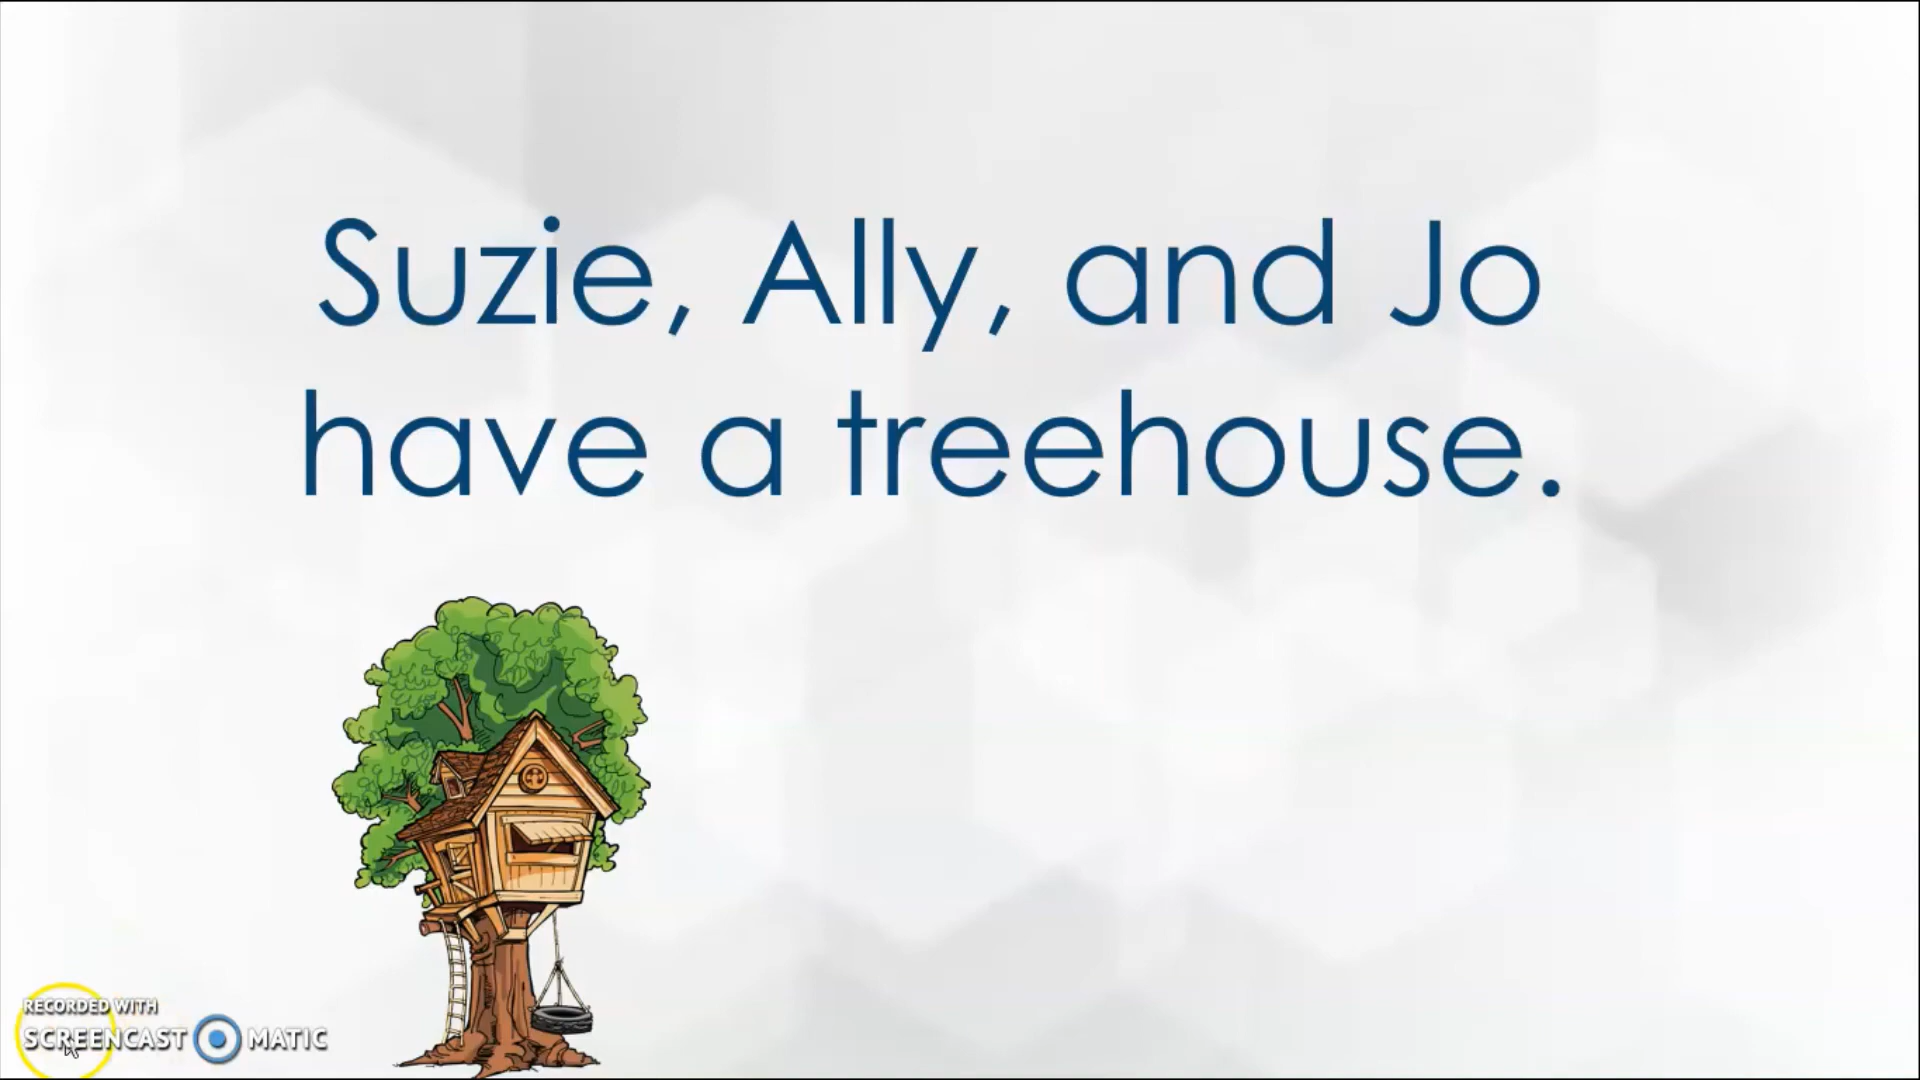 Suzie, Ally, and Jo
have a treehouse.
RECORDED WITH
SCREENCAST MATIC